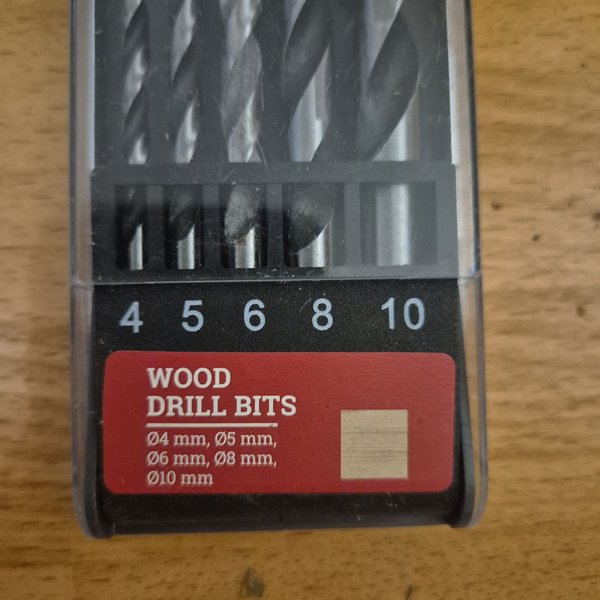 4 5 6 8 10
WOOD
DRILL BITS
Ø4 mm, Ø5 mm,
Ø6 mm, Ø8 mm,
Ø10 mm